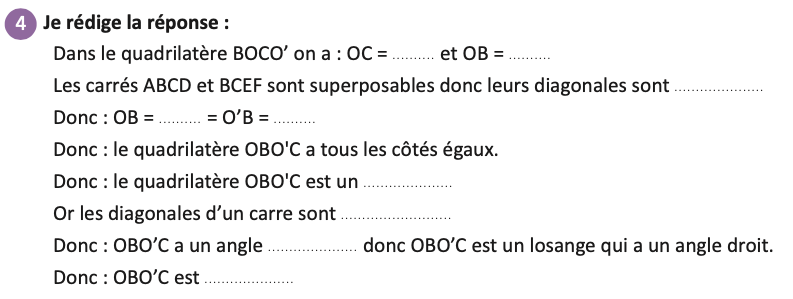 4 Je rédige la réponse :
Dans le quadrilatère BOCO’ on a : OC = .......... et OB = ..........
Les carrés ABCD et BCEF sont superposables donc leurs diagonales sont .....................
Donc : OB = .......... = O’B = ..........
Donc : le quadrilatère OBO'C a tous les côtés égaux.
Donc : le quadrilatère OBO'C est un .....................
Or les diagonales d’un carre sont ..........................
Donc : OBO’C a un angle ..................... donc OBO’C est un losange qui a un angle droit.
Donc : OBO’C est .....................